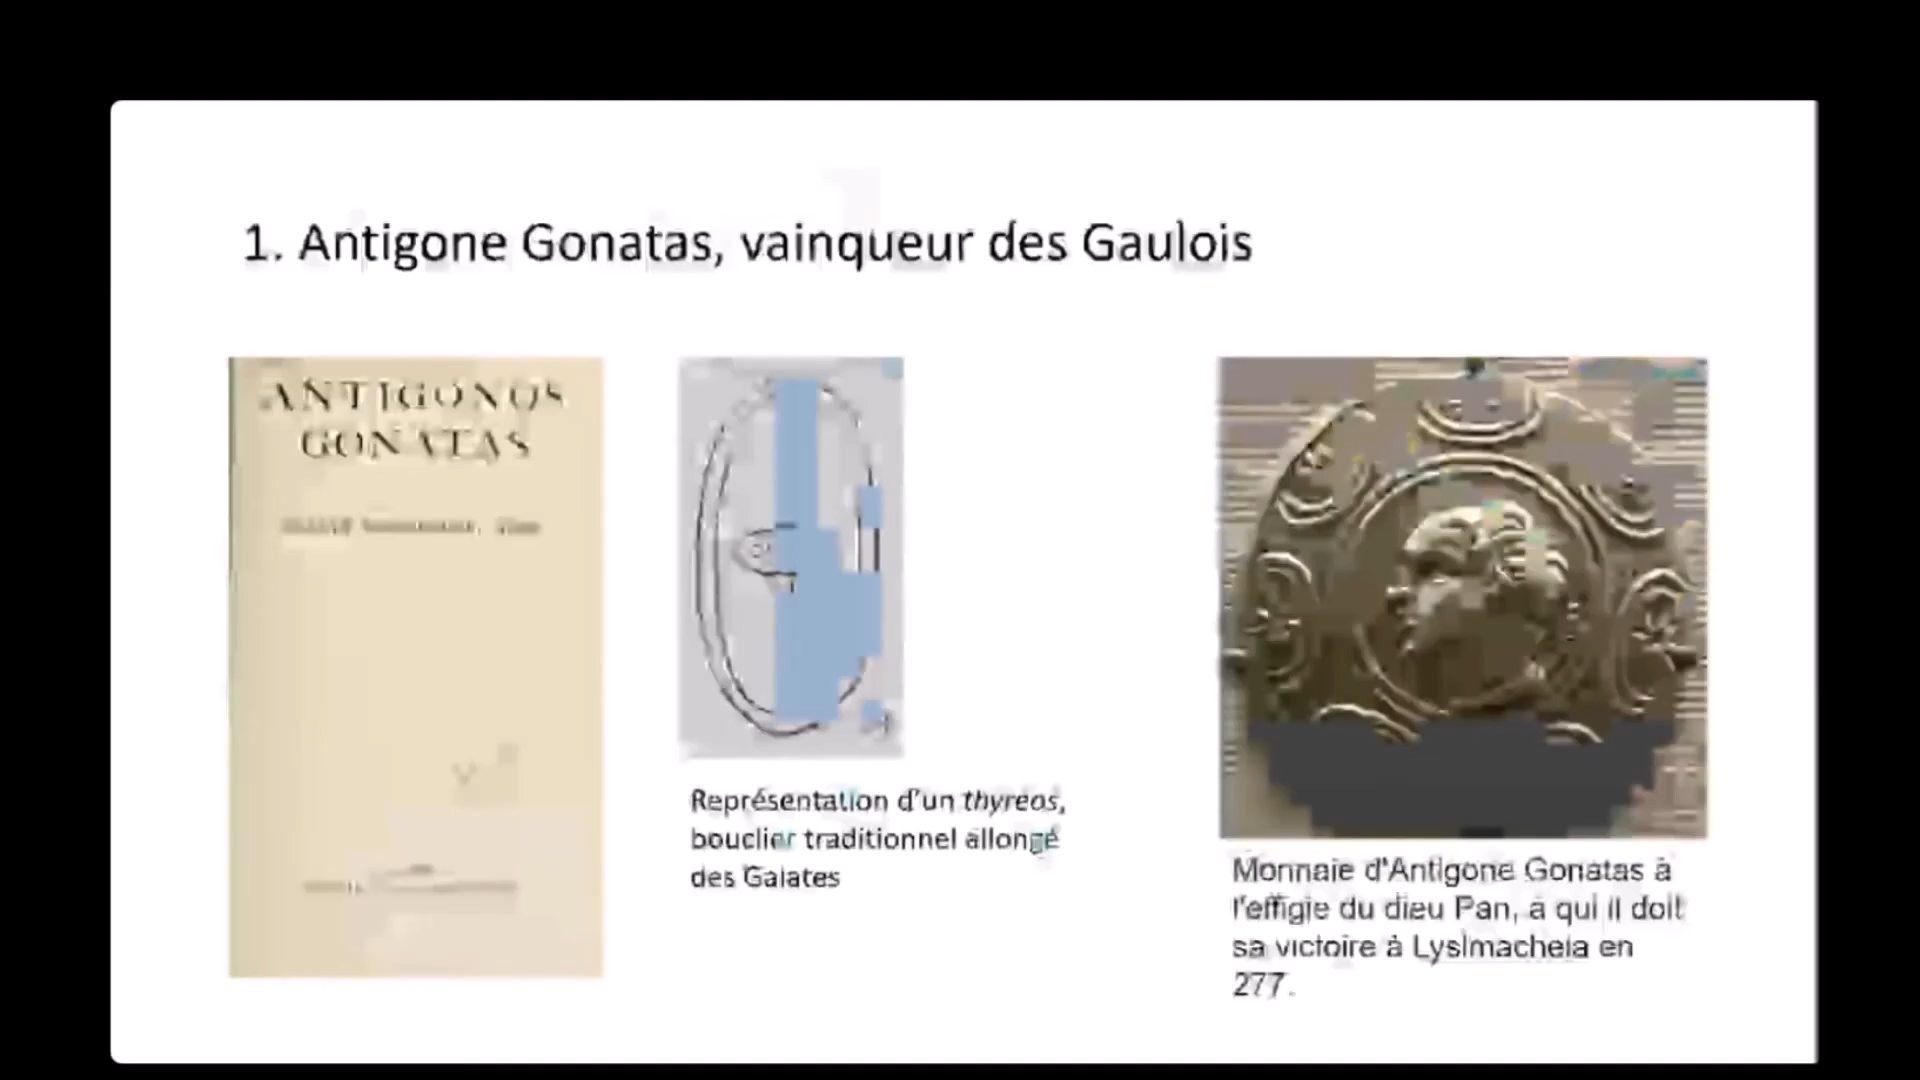 1. Antigone Gonatas, vainqueur des Gaulois
ANTIGONOS
GONATAS
Représentation d'un thyreos,
bouclier traditionnel allongé
des Galates
Monnaie d'Antigone Gonatas à
l'effigie du dieu Pan, à qui il doit
sa victoire à Lysimacheia en
277.